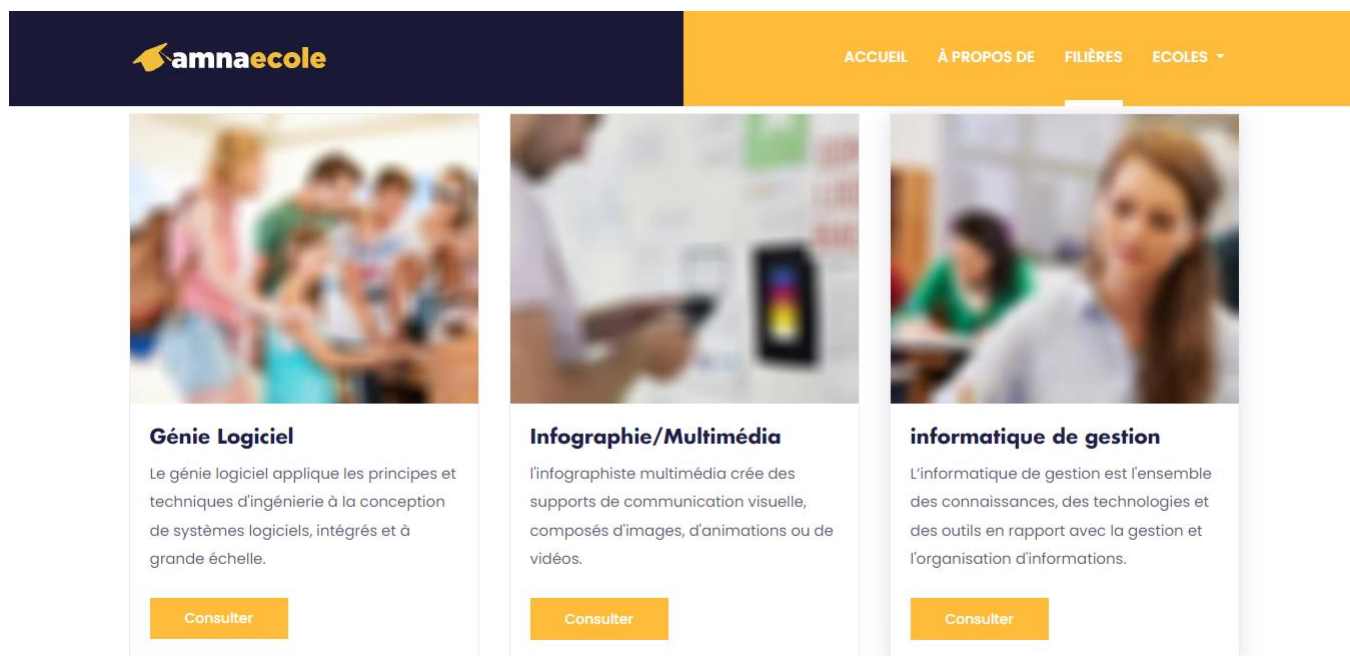 amnaecole
ACCUEIL À PROPOS DE FILIÈRES ECOLES
Génie Logiciel
Le génie logiciel applique les principes et
techniques d'ingénierie à la conception
de systèmes logiciels, intégrés et à
grande échelle.
Consulter
Infographie/Multimédia
l'infographiste multimédia crée des
supports de communication visuelle,
composés d'images, d'animations ou de
vidéos.
Consulter
informatique de gestion
L'informatique de gestion est l'ensemble
des connaissances, des technologies et
des outils en rapport avec la gestion et
l'organisation d'informations.
Consulter